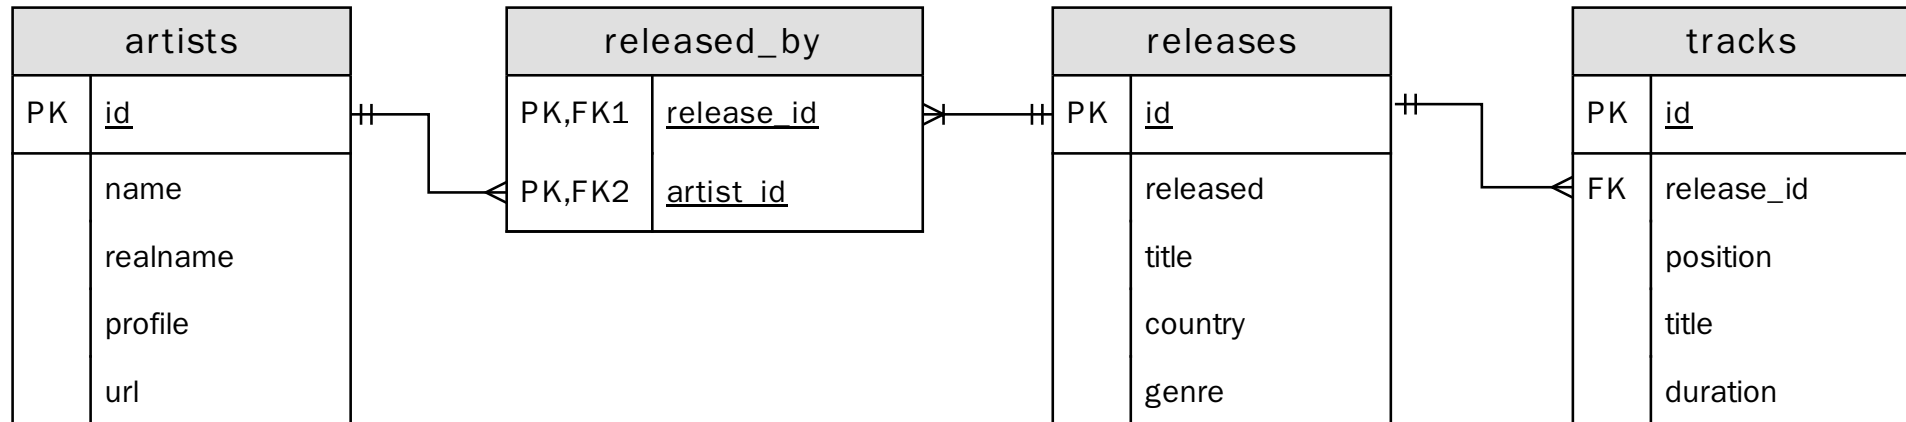 artists
PK id
name
realname
profile
url
released_by
PK,FK1 release_id
PK,FK2 artist_id
releases
PK id
released
title
country
genre
tracks
PK id
FK release_id
position
title
duration